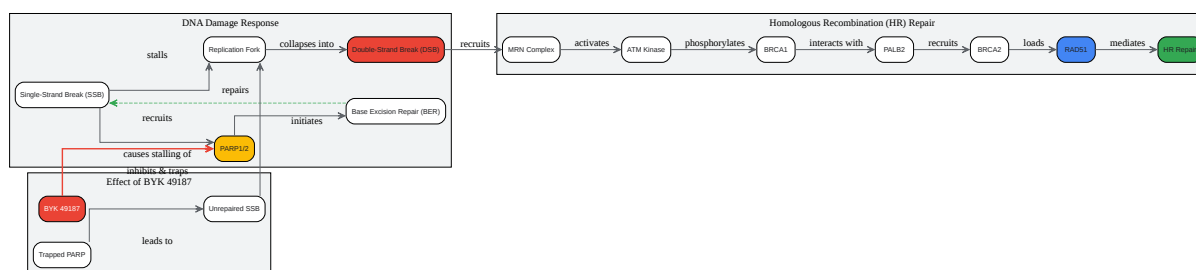 DNA Damage Response
Homologous Recombination (HR) Repair
Replication Fork
collapses into
Double-Strand Break (DSB)
recruits
MRN Complex
activates
ATM Kinase
phosphorylates
BRCA1
interacts with
PALB2
recruits
BRCA2
loads
RAD51
mediates
HR Repair
stalls
Single-Strand Break (SSB)
repairs
Base Excision Repair (BER)
recruits
initiates
PARP1/2
causes stalling of
inhibits & traps
Effect of BYK 49187
BYK 49187
Unrepaired SSB
leads to
Trapped PARP